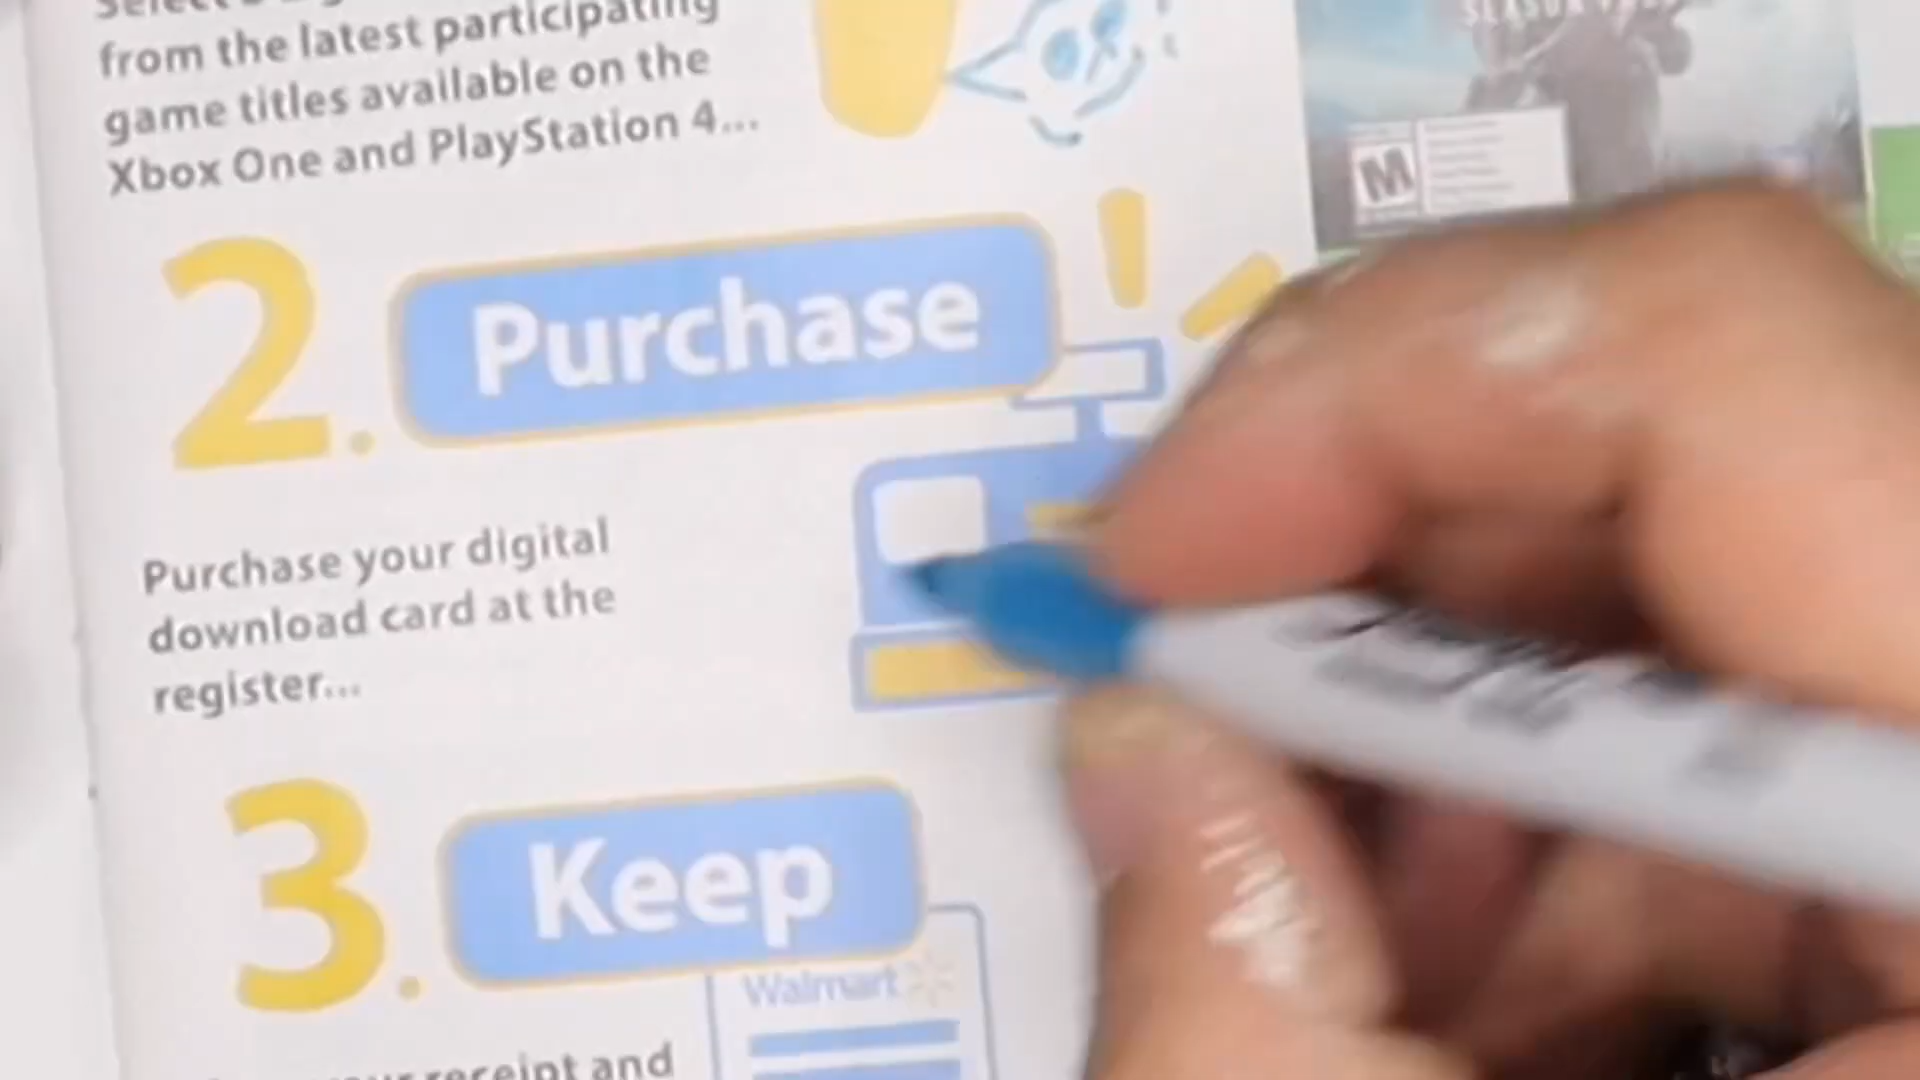 from the latest participating
game titles available on the
Xbox One and PlayStation 4...
M
2. Purchase
Purchase your digital
download card at the
register...
3. Keep
Walmart
receipt and